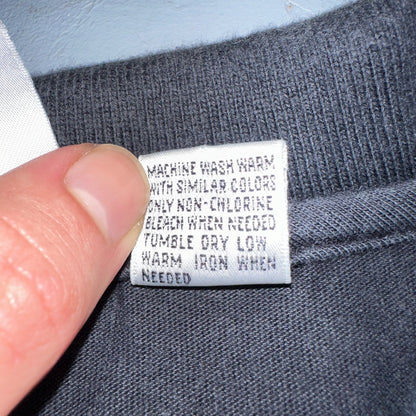 MACHINE WASH WARM
WITH SIMILAR COLORS
ONLY NON-CHLORINE
BLEACH WHEN NEEDED
TUMBLE DRY LOW
WARM IRON WHEN
NEEDED